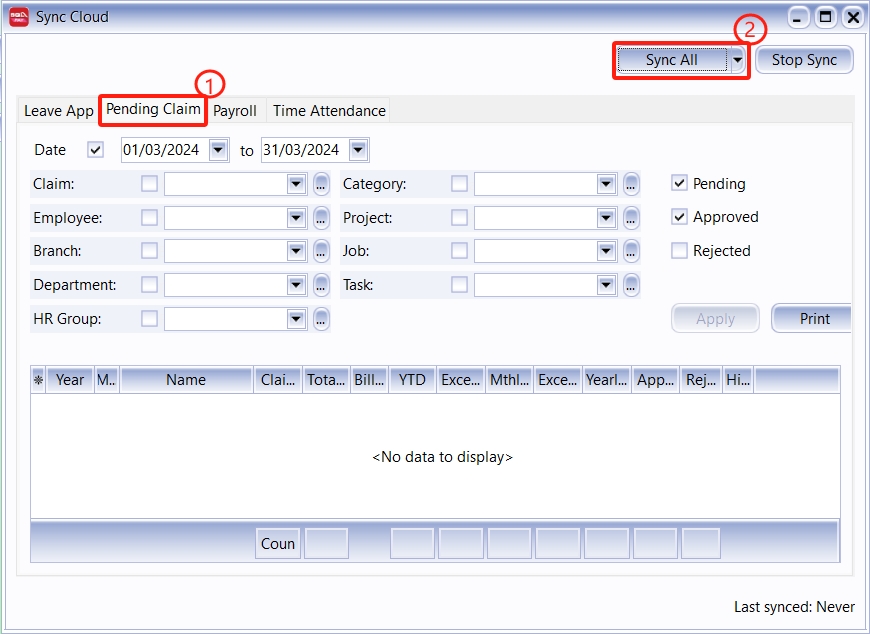 Sync Cloud
2
Sync All Stop Sync
1
Leave App Pending Claim Payroll Time Attendance
Date 01/03/2024 to 31/03/2024
Claim: ... Category: ... Pending
Employee: ... Project: ... Approved
Branch: ... Job: ... Rejected
Department: ... Task: ...
HR Group: ... Apply Print
Year M... Name Clai... Tota... Bill... YTD Exce... Mthl... Exce... Yearl... App... Rej... Hi...
<No data to display>
Coun
Last synced: Never